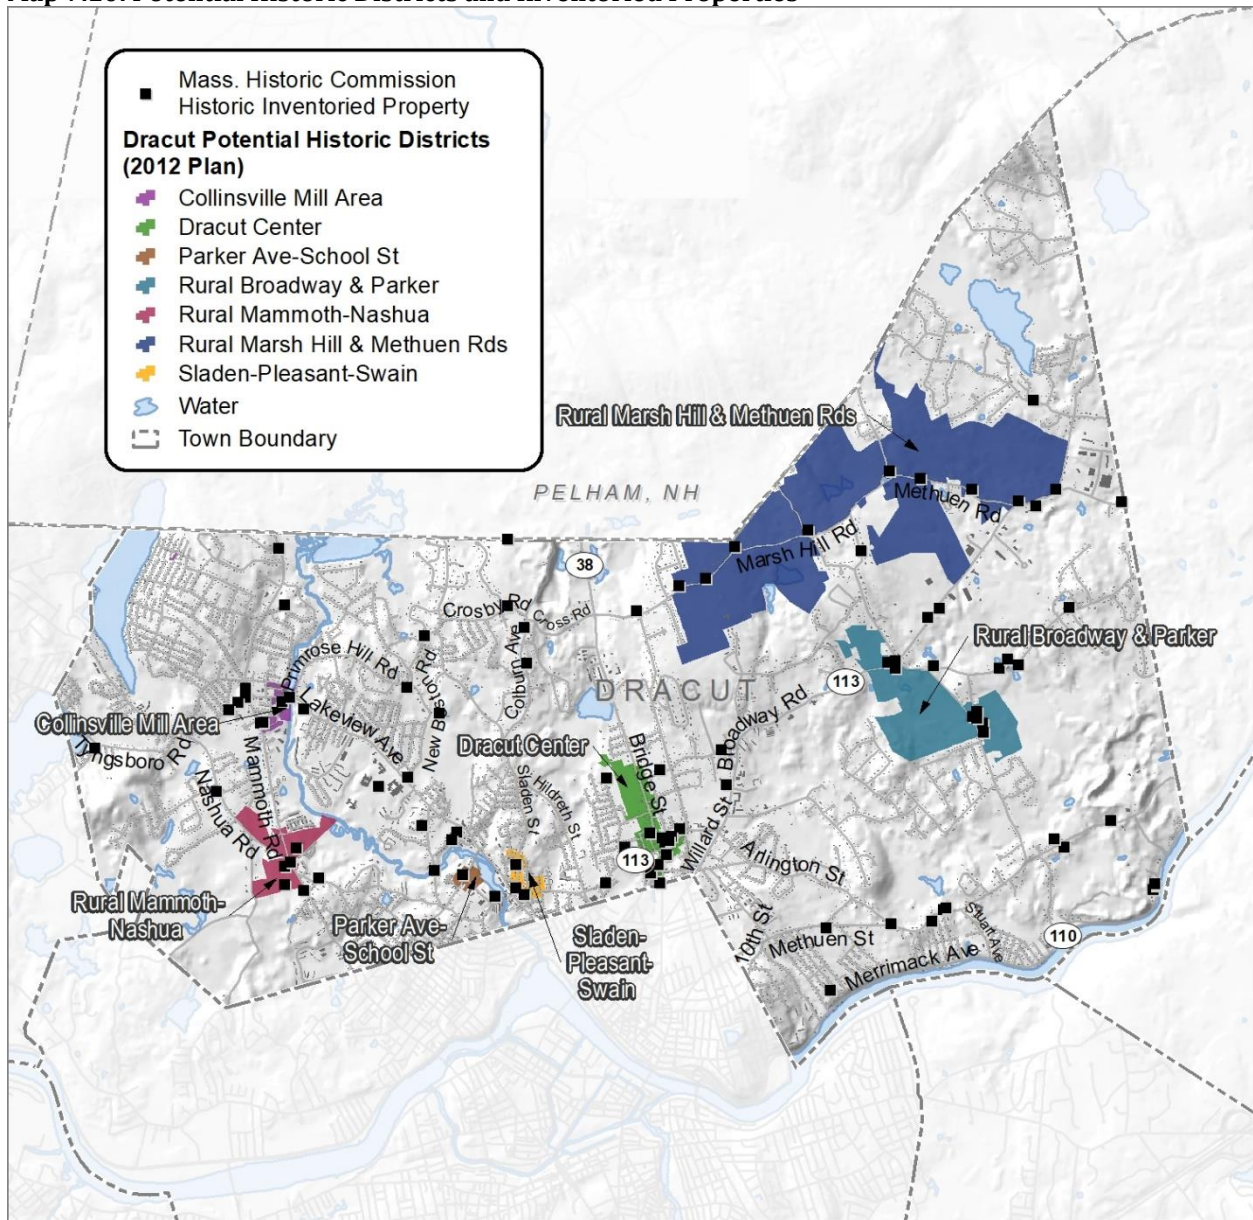 Mass. Historic Commission
Historic Inventoried Property
Dracut Potential Historic Districts
(2012 Plan)
Collinsville Mill Area
Dracut Center
Parker Ave-School St
Rural Broadway & Parker
Rural Mammoth-Nashua
Rural Marsh Hill & Methuen Rds
Sladen-Pleasant-Swain
Water
Town Boundary
Rural Marsh Hill & Methuen Rds
PELHAM, NH
Methuen Rd
Marsh Hill Rd
38
Crosby Rd
Cross Rd
Colburn Ave
Primrose Hill Rd
New Boston Rd
Lakeview Ave
Collinsville Mill Area
Tyngsboro Rd
Nashua Rd
Mammoth Rd
DRACUT
113
Rural Broadway & Parker
Broadway Rd
Dracut Center
Bridge St
Sladen St
Hildreth St
Willard St
113
Arlington St
Rural Mammoth-
Nashua
Parker Ave-
School St
Sladen-
Pleasant-
Swain
10th St
Methuen St
Stuart Ave
Merrimack Ave
110